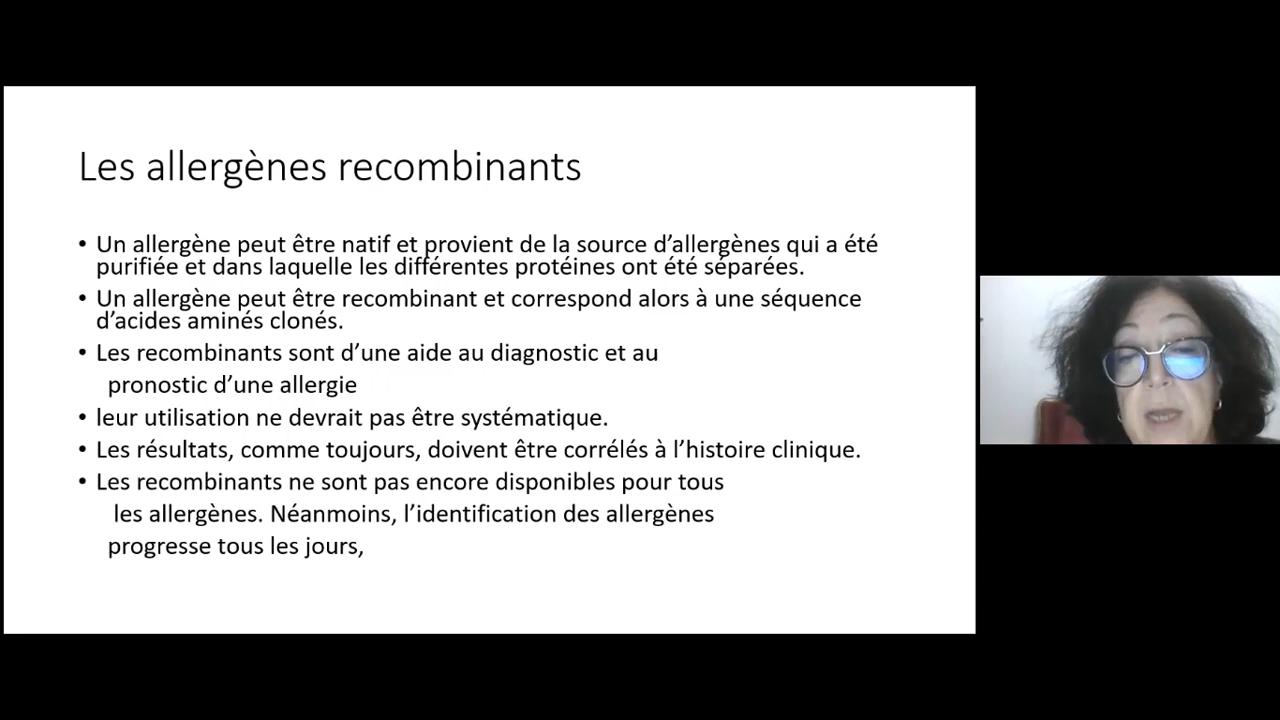 Les allergènes recombinants
• Un allergène peut être natif et provient de la source d’allergènes qui a été
purifiée et dans laquelle les différentes protéines ont été séparées.
• Un allergène peut être recombinant et correspond alors à une séquence
d’acides aminés clonés.
• Les recombinants sont d’une aide au diagnostic et au
pronostic d’une allergie
• leur utilisation ne devrait pas être systématique.
• Les résultats, comme toujours, doivent être corrélés à l’histoire clinique.
• Les recombinants ne sont pas encore disponibles pour tous
les allergènes. Néanmoins, l’identification des allergènes
progresse tous les jours,